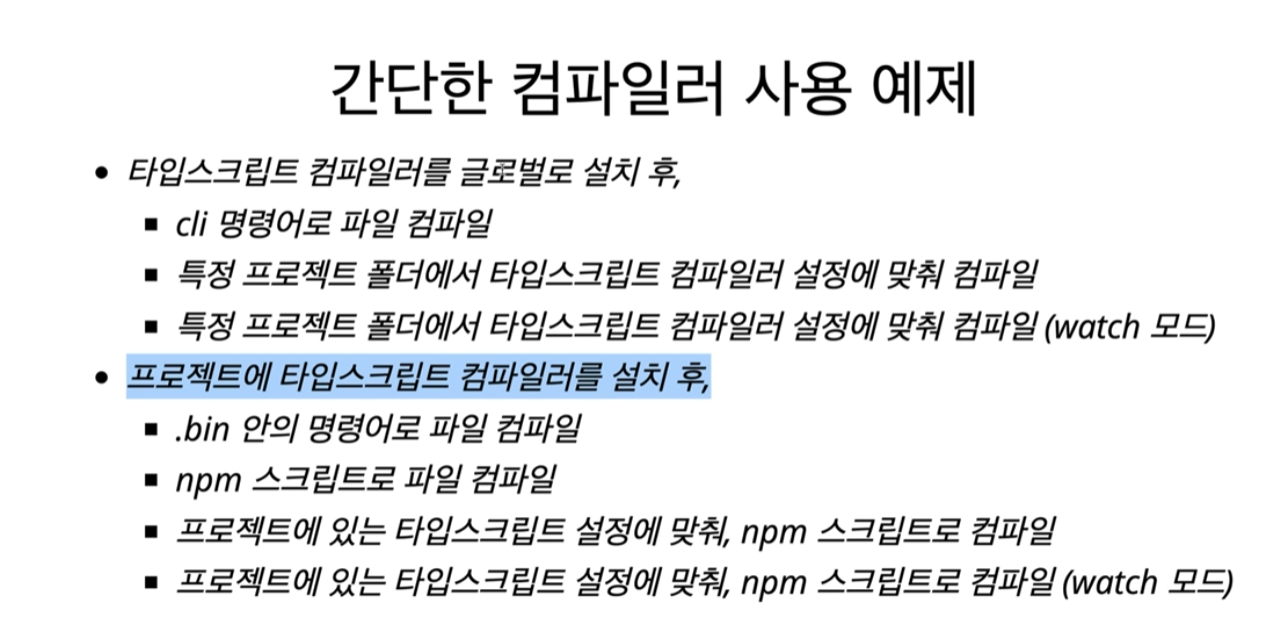 간단한 컴파일러 사용 예제
타입스크립트 컴파일러를 글로벌로 설치 후,
cli 명령어로 파일 컴파일
특정 프로젝트 폴더에서 타입스크립트 컴파일러 설정에 맞춰 컴파일
특정 프로젝트 폴더에서 타입스크립트 컴파일러 설정에 맞춰 컴파일 (watch 모드)
프로젝트에 타입스크립트 컴파일러를 설치 후,
.bin 안의 명령어로 파일 컴파일
npm 스크립트로 파일 컴파일
프로젝트에 있는 타입스크립트 설정에 맞춰, npm 스크립트로 컴파일
프로젝트에 있는 타입스크립트 설정에 맞춰, npm 스크립트로 컴파일 (watch 모드)